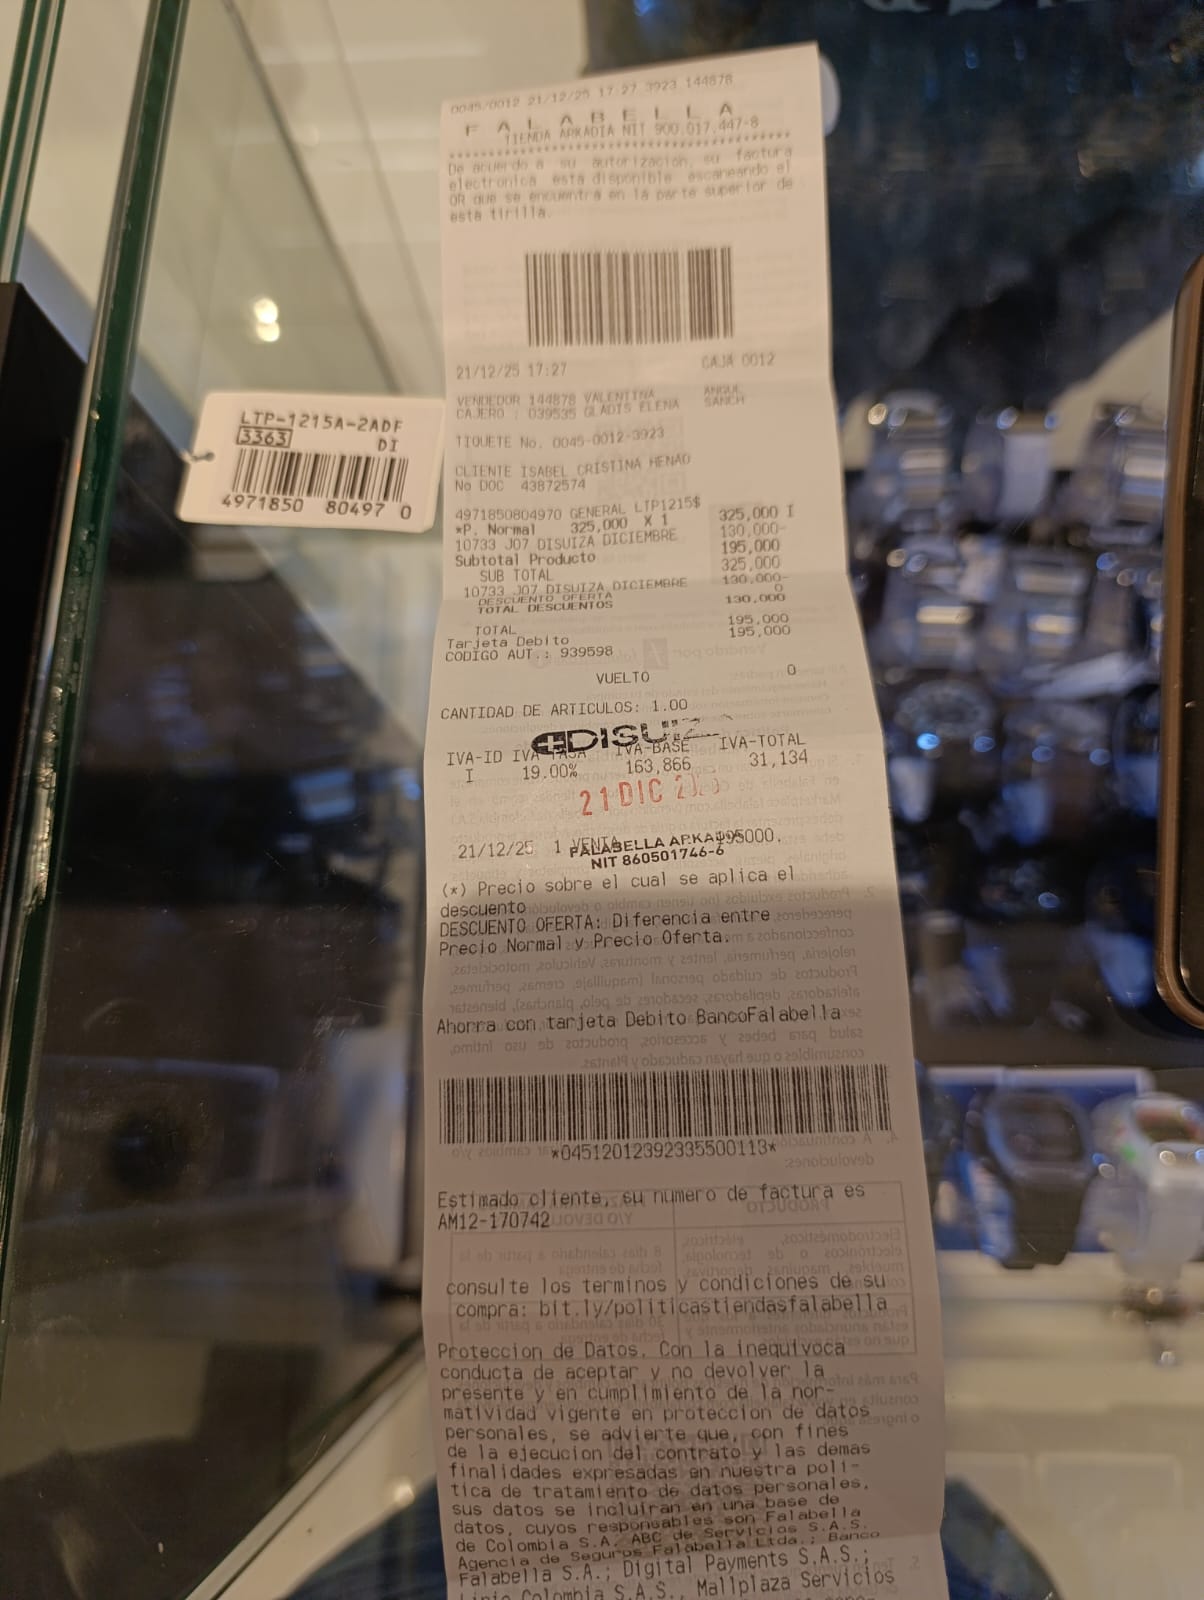 0045/0012 21/12/25 17:27 3923 144878
FALABELLA
TIENDA ARKADIA NIT 900.017.447-8
De acuerdo a su autorizacion, su factura
electronica esta disponible escaneando el
QR que se encuentra en la parte superior de
esta tirilla.
21/12/25 17:27 CAJA 0012
VENDEDOR 144878 VALENTINA ANGUL
CAJERO : 039535 GLADIS ELENA SANCH
TIQUETE No. 0045-0012-3923
CLIENTE ISABEL CRISTINA HENAO
No DOC 43872574
4971850804970 GENERAL LTP1215$ 325,000 I
*P. Normal 325,000 X 1 130,000-
10733 J07 DISUIZA DICIEMBRE 195,000
Subtotal Producto 325,000
SUB TOTAL 130,000-
10733 J07 DISUIZA DICIEMBRE 0
DESCUENTO OFERTA 130,000
TOTAL DESCUENTOS
TOTAL 195,000
Tarjeta Debito 195,000
CODIGO AUT.: 939598
VUELTO 0
CANTIDAD DE ARTICULOS: 1.00
DISUIZ
IVA-ID IVA-TASA IVA-BASE IVA-TOTAL
I 19.00% 163,866 31,134
21 DIC
21/12/25 1 VENTA 95000.
FALABELLA ARKA
NIT 860501746-6
(*) Precio sobre el cual se aplica el
descuento
DESCUENTO OFERTA: Diferencia entre
Precio Normal y Precio Oferta.
Ahorra con tarjeta Debito BancoFalabella
*045120123923355001​13*
Estimado cliente, su numero de factura es
AM12-170742
consulte los terminos y condiciones de su
compra: bit.ly/politicastiendasfalabella
Proteccion de Datos. Con la inequivoca
conducta de aceptar y no devolver la
presente y en cumplimiento de la nor-
matividad vigente en proteccion de datos
personales, se advierte que, con fines
de la ejecucion del contrato y las demas
finalidades expresadas en nuestra poli-
tica de tratamiento de datos personales,
sus datos se incluiran en una base de
datos, cuyos responsables son Falabella
de Colombia S.A. ABC de Servicios S.A.S.
Agencia de Seguros Falabella Ltda.; Banco
Falabella S.A.; Digital Payments S.A.S.;
Colombia S.A.S., Mallplaza Servicios
LTP-1215A-2ADF
3363 DI
4971850 80497 0